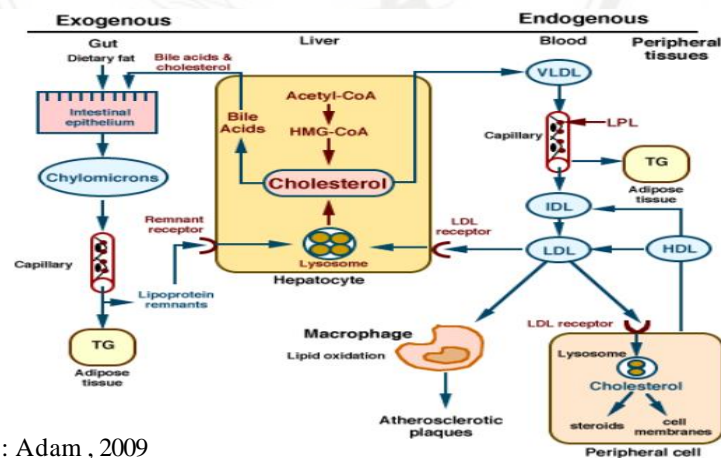 Exogenous
Endogenous
Gut
Liver
Blood
Peripheral
tissues
Dietary fat
Bile acids &
cholesterol
Intestinal
epithelium
Chylomicrons
Capillary
Lipoprotein
remnants
TG
Adipose
tissue
Remnant
receptor
Bile
Acids
Acetyl-CoA
HMG-CoA
Cholesterol
Lysosome
Hepatocyte
LDL
receptor
VLDL
Capillary
LPL
TG
Adipose
tissue
IDL
LDL
HDL
Macrophage
Lipid oxidation
Atherosclerotic
plaques
LDL receptor
Lysosome
Cholesterol
steroids
cell
membranes
Peripheral cell
: Adam , 2009